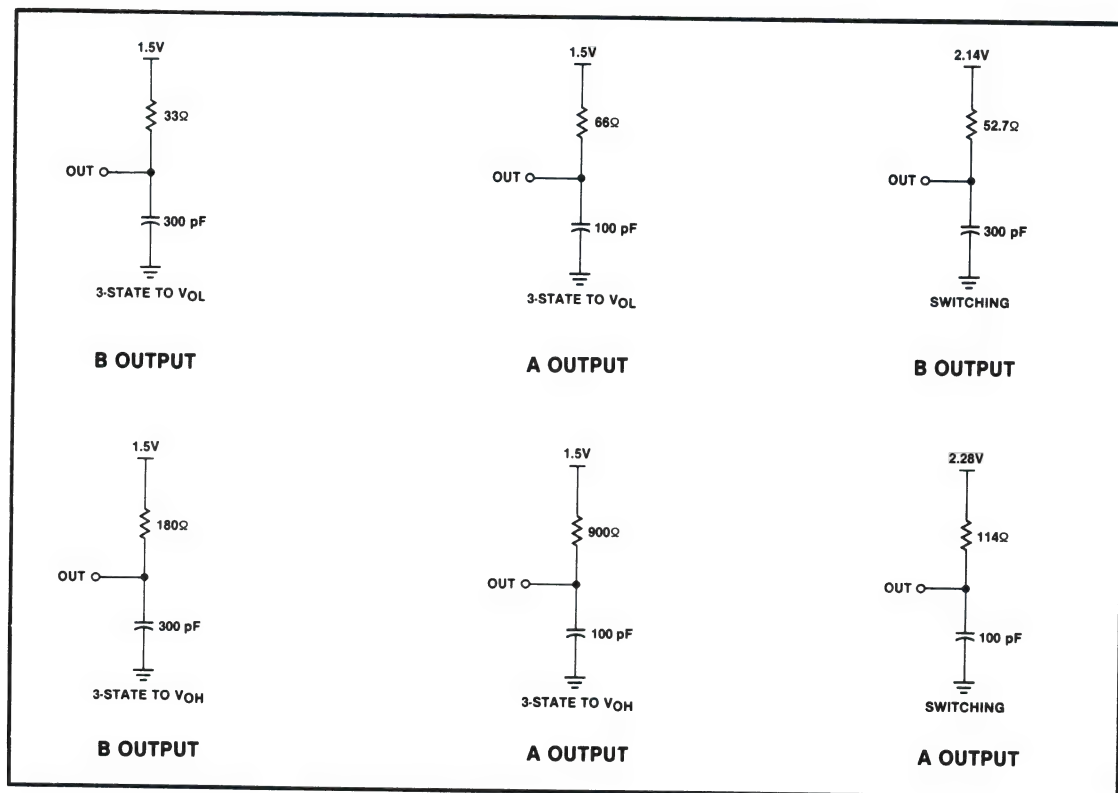 1.5V
33Ω
OUT
300 pF
3-STATE TO VOL
B OUTPUT
1.5V
66Ω
OUT
100 pF
3-STATE TO VOL
A OUTPUT
2.14V
52.7Ω
OUT
300 pF
SWITCHING
B OUTPUT
1.5V
180Ω
OUT
300 pF
3-STATE TO VOH
B OUTPUT
1.5V
900Ω
OUT
100 pF
3-STATE TO VOH
A OUTPUT
2.28V
114Ω
OUT
100 pF
SWITCHING
A OUTPUT